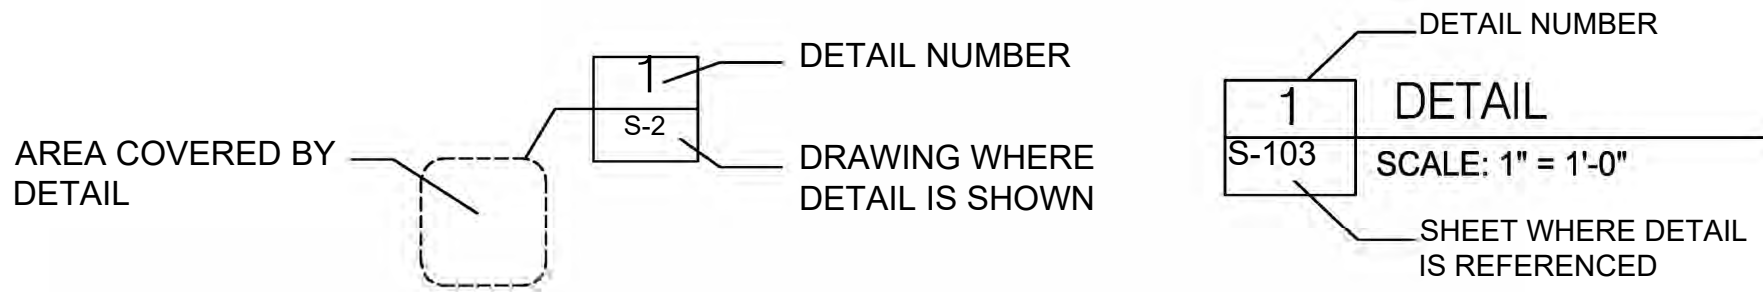 AREA COVERED BY
DETAIL
1
S-2
DETAIL NUMBER
DRAWING WHERE
DETAIL IS SHOWN
DETAIL NUMBER
1
DETAIL
S-103
SCALE: 1" = 1'-0"
SHEET WHERE DETAIL
IS REFERENCED